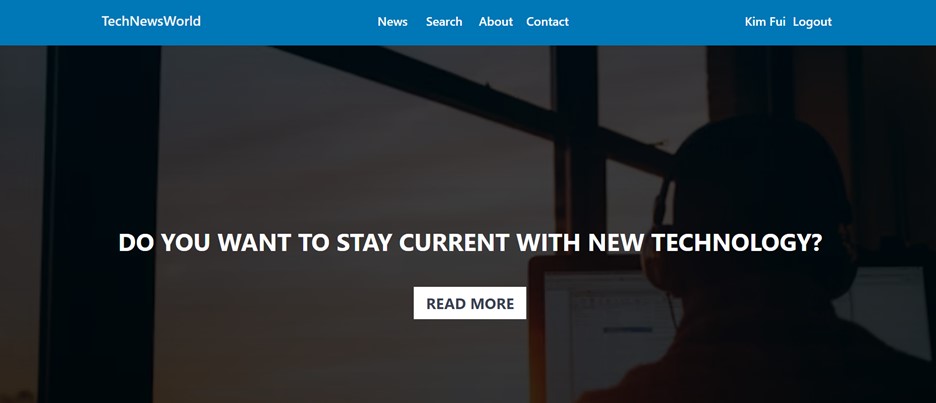 TechNewsWorld News Search About Contact Kim Fui Logout
DO YOU WANT TO STAY CURRENT WITH NEW TECHNOLOGY?
READ MORE